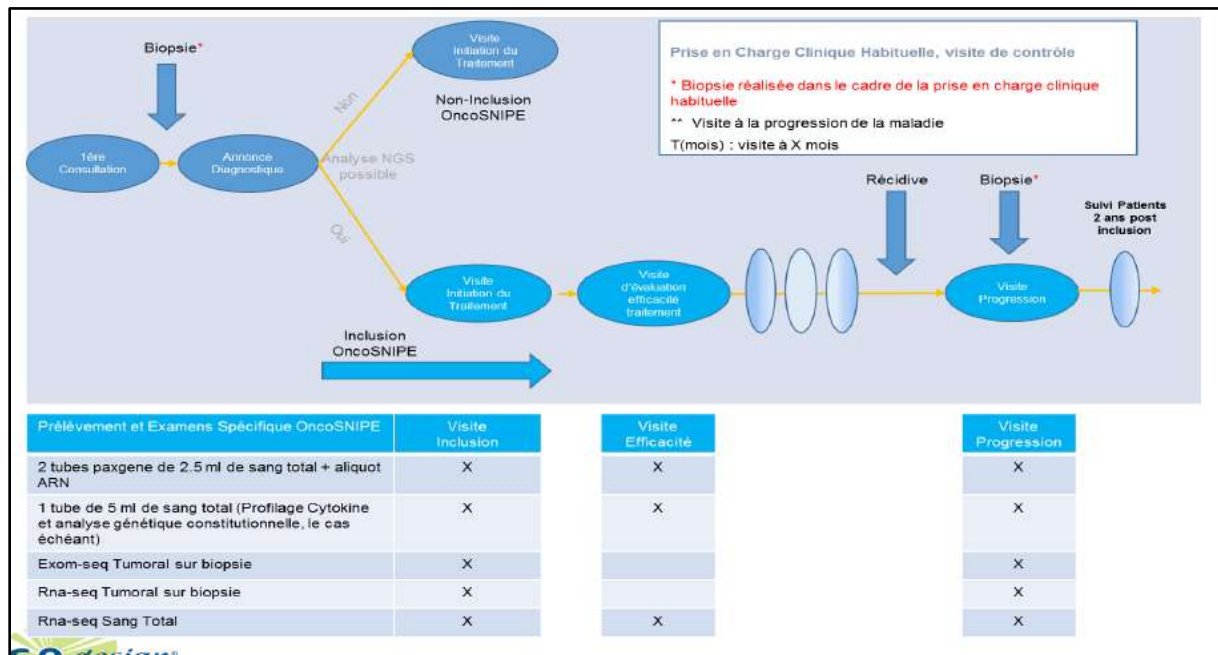 Biopsie*
Visite
Initiation du
Traitement
Non-Inclusion
OncoSNIPE
Prise en Charge Clinique Habituelle, visite de contrôle
* Biopsie réalisée dans le cadre de la prise en charge clinique
habituelle
** Visite à la progression de la maladie
T(mois) : visite à X mois
1ère
Consultation
Annonce
Diagnostique
Non
Analyse NGS
possible
Oui
Récidive
Biopsie*
Suivi Patients
2 ans post
inclusion
Visite
Initiation du
Traitement
Visite
d'évaluation
efficacité
traitement
Visite
Progression
Inclusion
OncoSNIPE
Prélèvement et Examens Spécifique OncoSNIPE Visite Inclusion Visite Efficacité Visite Progression
2 tubes paxgene de 2.5 ml de sang total + aliquot X X X
ARN
1 tube de 5 ml de sang total (Profilage Cytokine X X X
et analyse génétique constitutionnelle, le cas
échéant)
Exom-seq Tumoral sur biopsie X X
Rna-seq Tumoral sur biopsie X X
Rna-seq Sang Total X X X
design®